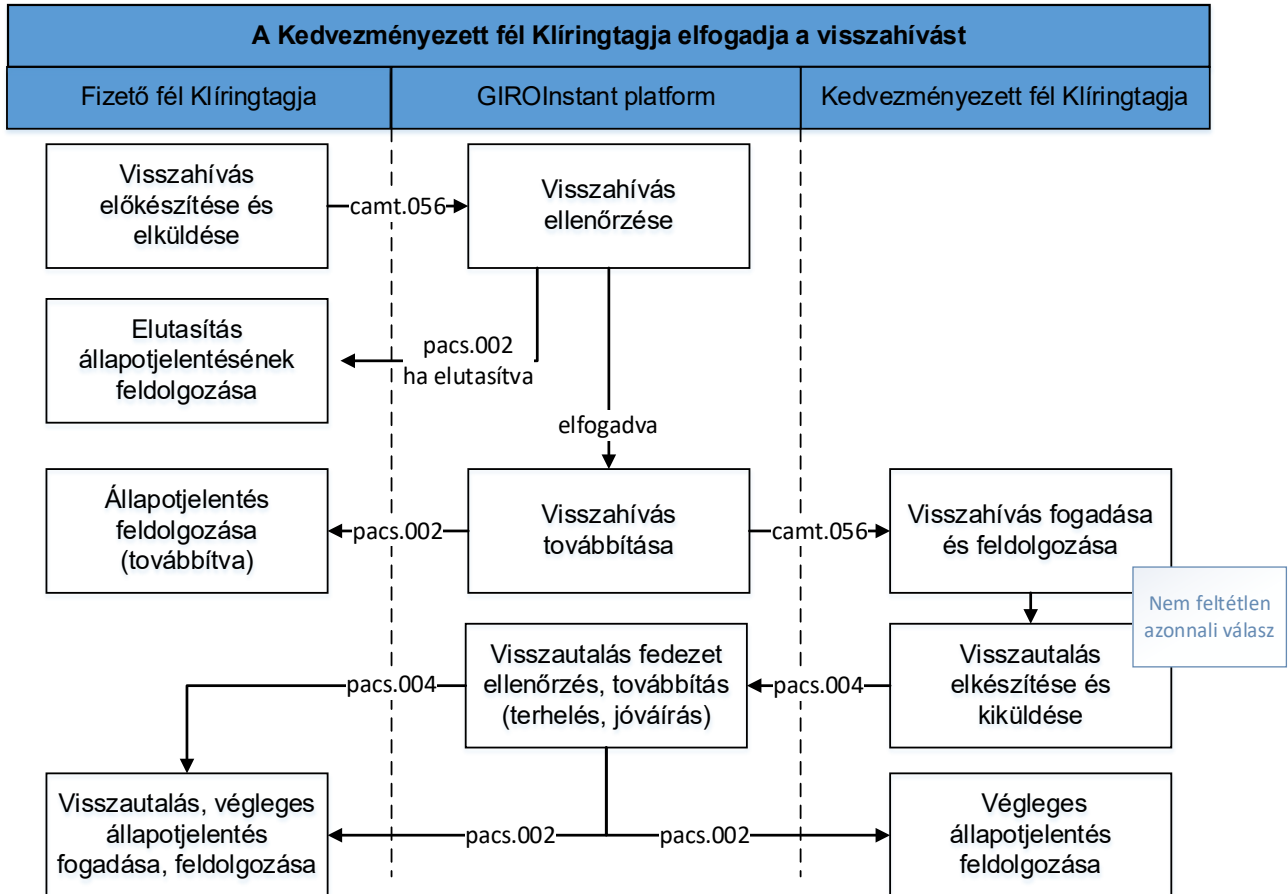 A Kedvezményezett fél Klíringtagja elfogadja a visszahívást
Fizető fél Klíringtagja
GIROInstant platform
Kedvezményezett fél Klíringtagja
Visszahívás
előkészítése és
elküldése
camt.056
Visszahívás
ellenőrzése
Elutasítás
állapotjelentésének
feldolgozása
pacs.002
ha elutasítva
elfogadva
Állapotjelentés
feldolgozása
(továbbítva)
pacs.002
Visszahívás
továbbítása
camt.056
Visszahívás fogadása
és feldolgozása
Nem feltétlen
azonnali válasz
pacs.004
Visszautalás fedezet
ellenőrzés, továbbítás
(terhelés, jóváírás)
pacs.004
Visszautalás
elkészítése és
kiküldése
Visszautalás, végleges
állapotjelentés
fogadása, feldolgozása
pacs.002
pacs.002
Végleges
állapotjelentés
feldolgozása